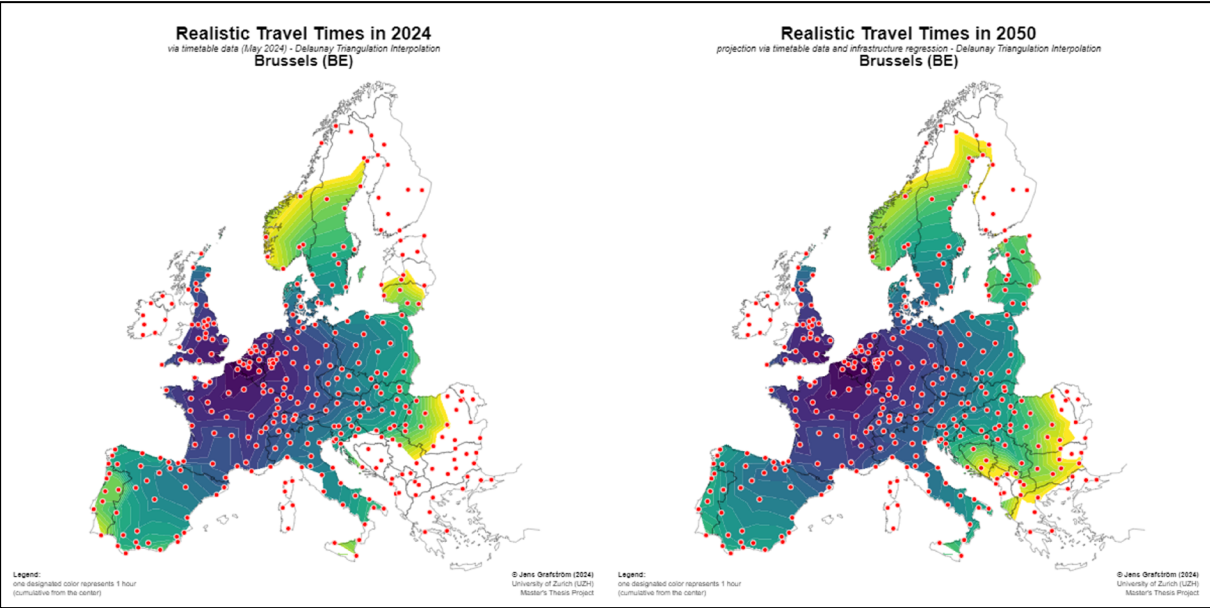 Realistic Travel Times in 2024
via timetable data (May 2024) - Delaunay Triangulation Interpolation
Brussels (BE)
Legend:
one designated color represents 1 hour
(cumulative from the center)
© Jens Grafström (2024)
University of Zurich (UZH)
Master's Thesis Project
Realistic Travel Times in 2050
projection via timetable data and infrastructure regression - Delaunay Triangulation Interpolation
Brussels (BE)
Legend:
one designated color represents 1 hour
(cumulative from the center)
© Jens Grafström (2024)
University of Zurich (UZH)
Master's Thesis Project